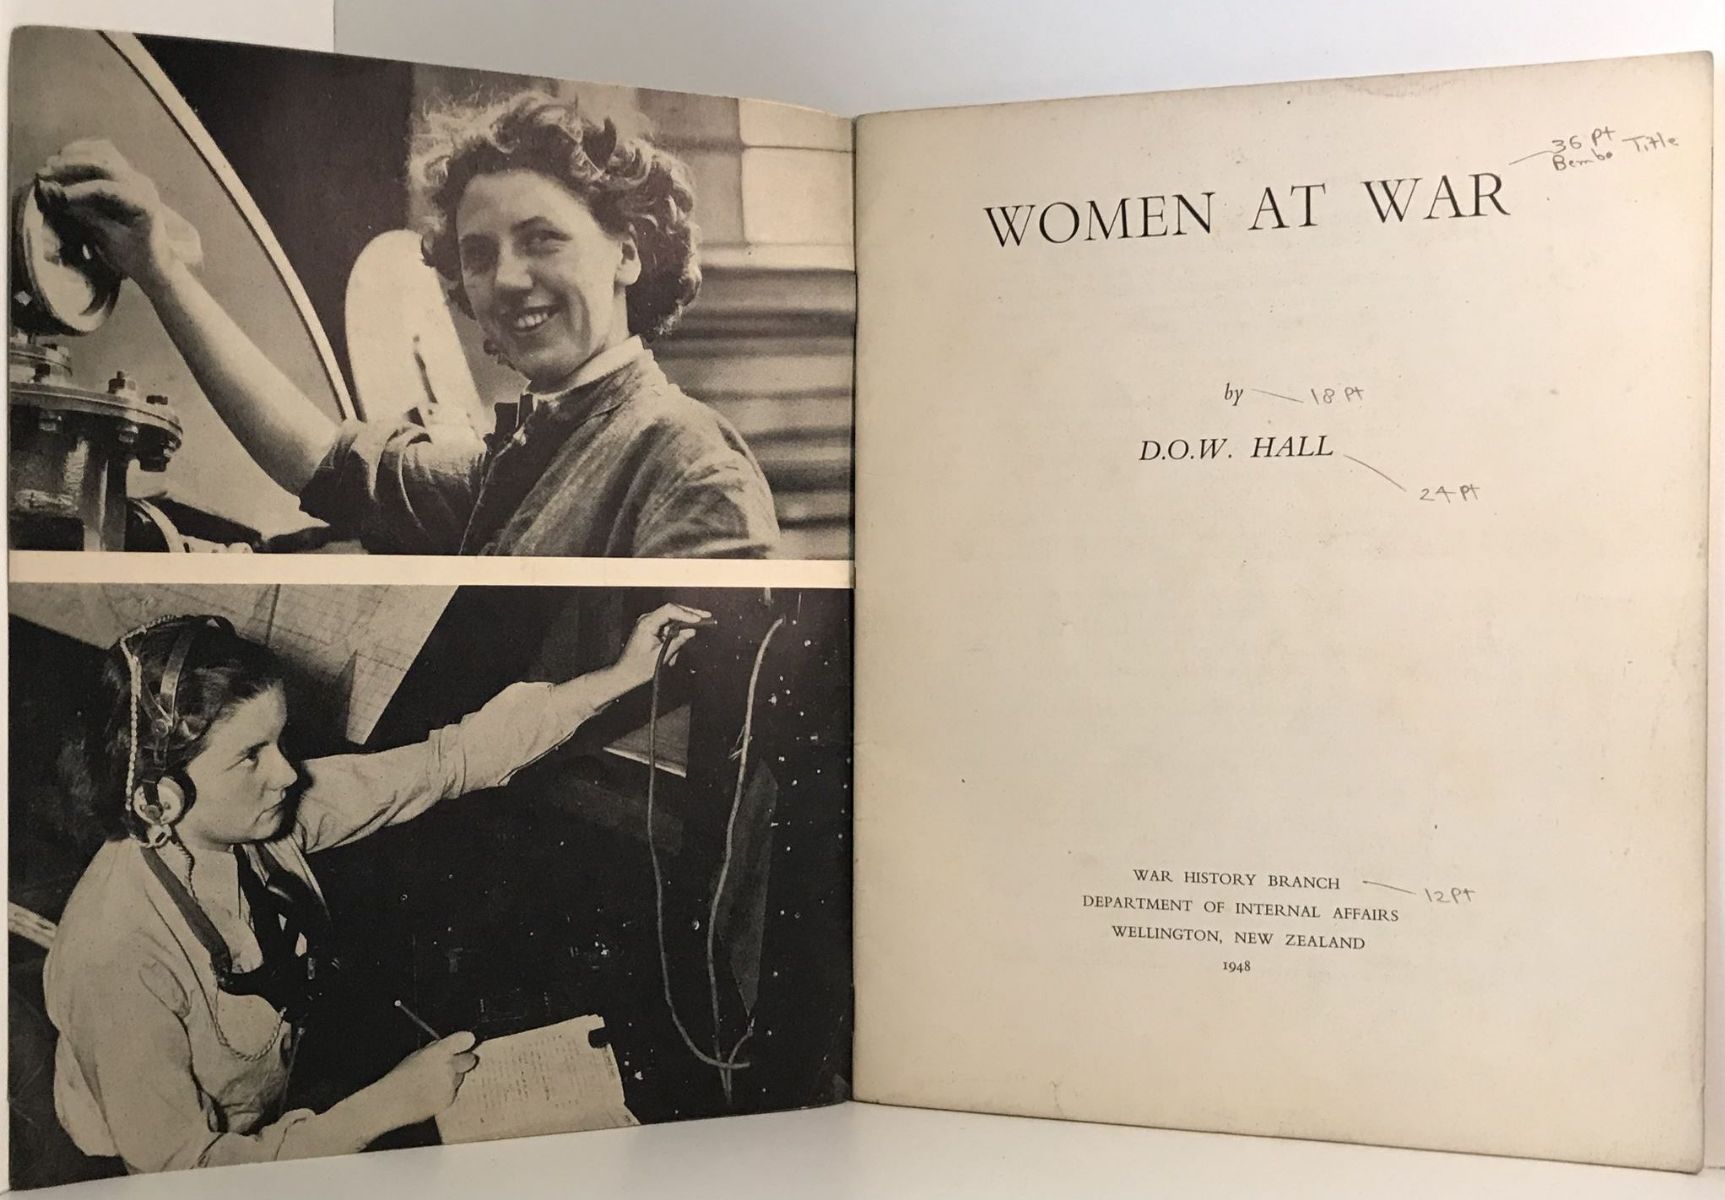 WOMEN AT WAR
36 pt
Bembo Title
by
18 pt
D.O.W. HALL
24 pt
WAR HISTORY BRANCH
12 pt
DEPARTMENT OF INTERNAL AFFAIRS
WELLINGTON, NEW ZEALAND
1948